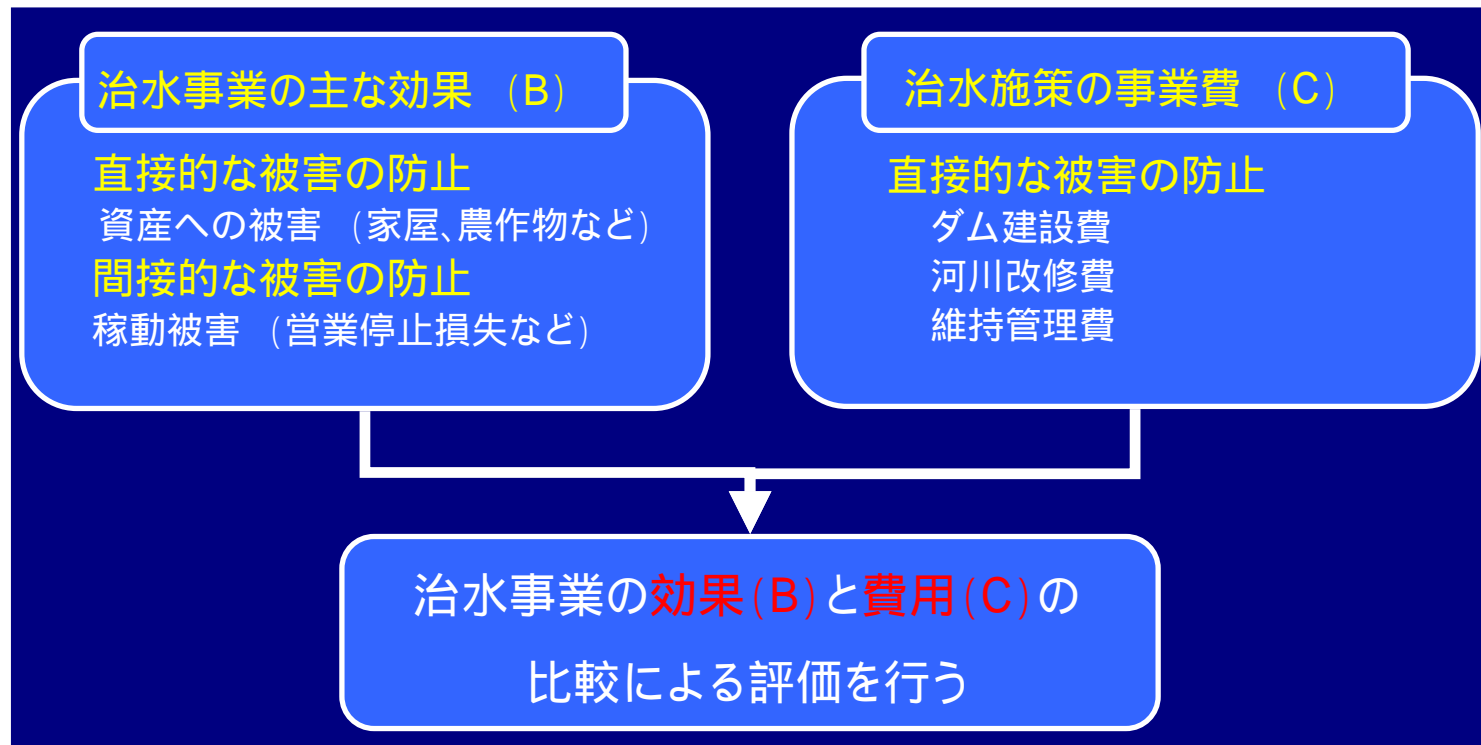 治水事業の主な効果 (B)
直接的な被害の防止
資産への被害 (家屋、農作物など)
間接的な被害の防止
稼動被害 (営業停止損失など)
治水施策の事業費 (C)
直接的な被害の防止
ダム建設費
河川改修費
維持管理費
治水事業の効果(B)と費用(C)の
比較による評価を行う